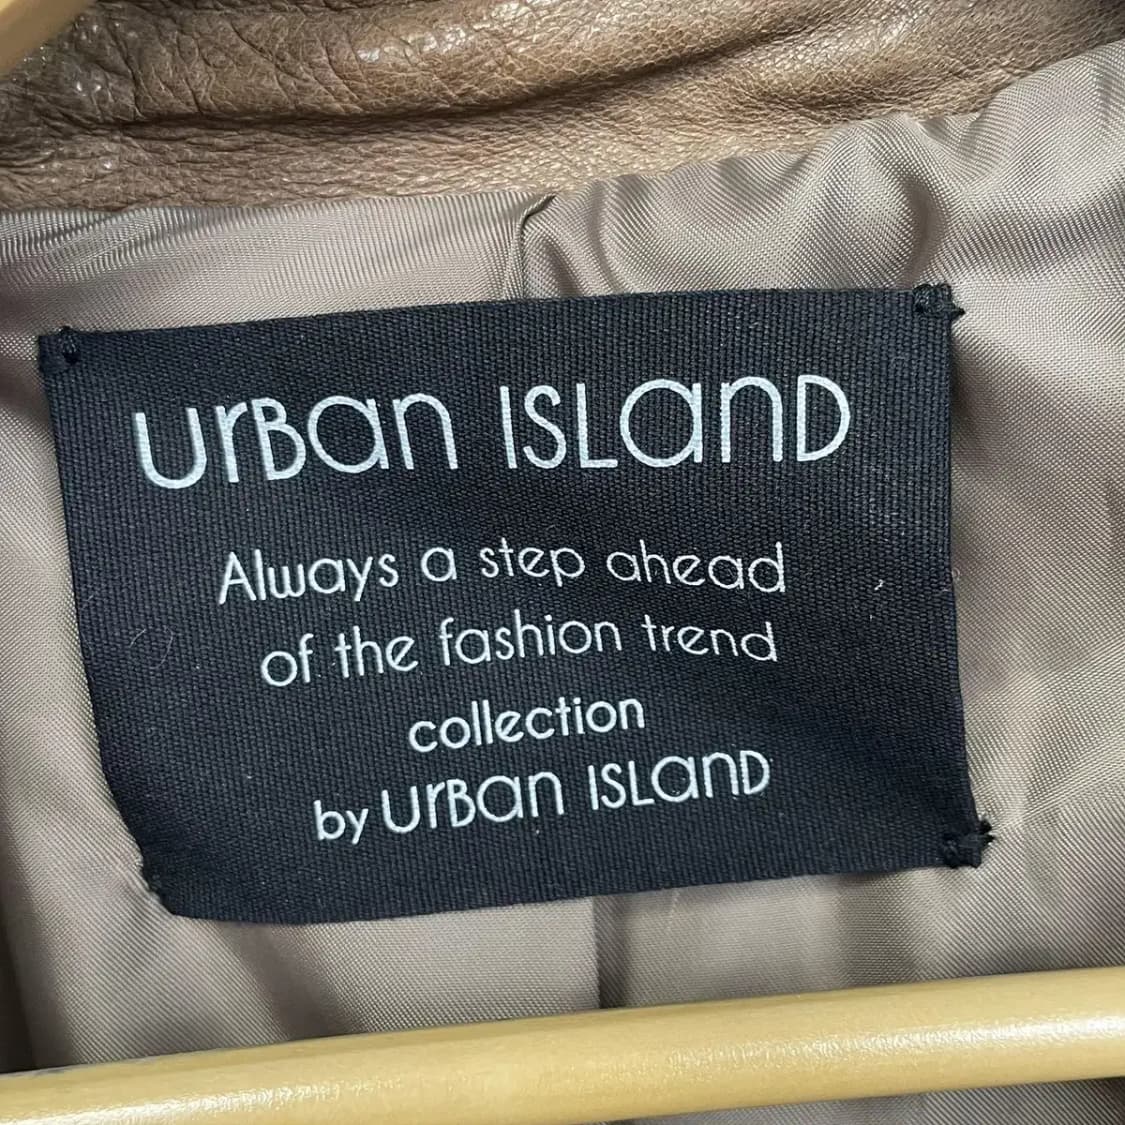 urBan ISLanD
Always a step ahead
of the fashion trend
collection
by UrBan ISLanD